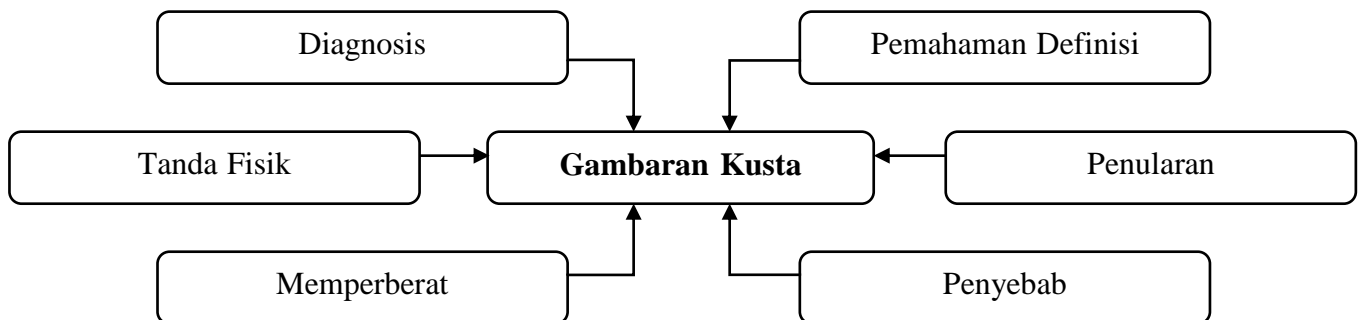 Diagnosis
Pemahaman Definisi
Tanda Fisik
Gambaran Kusta
Penularan
Memperberat
Penyebab